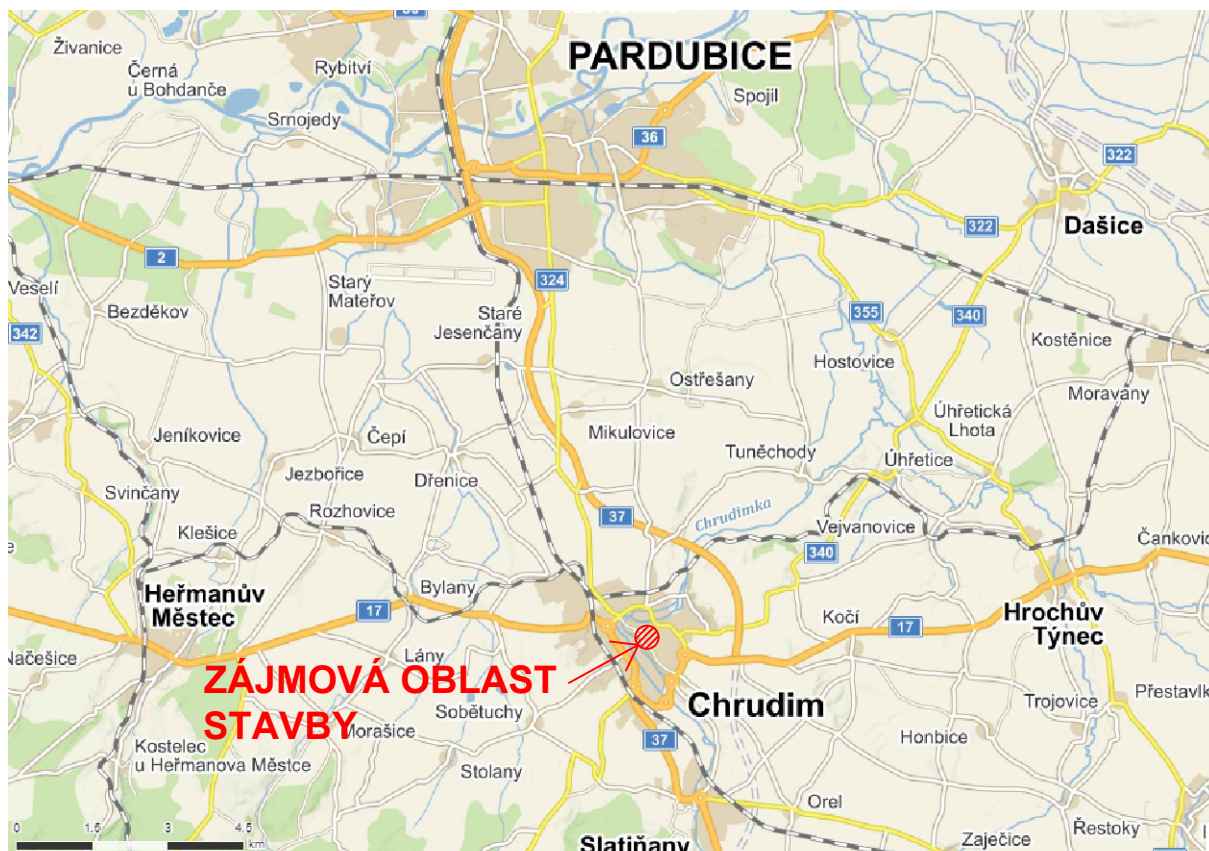 PARDUBICE
Živanice
Rybitví
Černá
u Bohdanče
Spojil
Srnojedy
36
322
Dašice
322
2
Starý
Mateřov
324
Veselí
Bezděkov
Staré
Jesenčany
355
340
342
Kostěnice
Hostovice
Ostřešany
Moravany
Úhřetická
Lhota
Jeníkovice
Čepí
Mikulovice
Tuněchody
Jezbořice
Dřenice
Úhřetice
Svinčany
Rozhovice
37
Chrudimka
Klešice
Vejvanovice
340
Bylany
Heřmanův
Městec
17
Kočí
17
Hrochův
Týnec
Načešice
Lány
ZÁJMOVÁ OBLAST
STAVBY
Chrudim
Přestavlk
Trojovice
Sobětuchy
Morašice
37
Honbice
Kostelec
u Heřmanova Městce
Stolany
Orel
Řestoky
Zaječice
Slatiňany
0 1.5 3 4.5
km